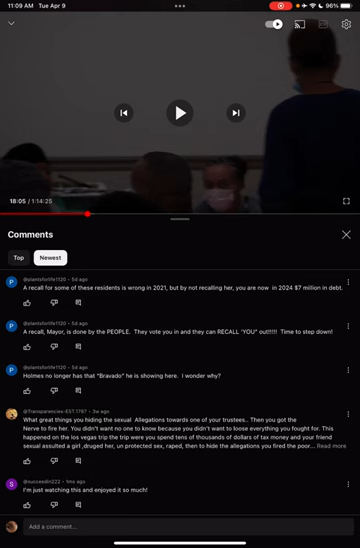 11:09 AM Tue Apr 9
96%
18:05 / 1:14:25
Comments
Top
Newest
@plantsforlife1120 • 5d ago
A recall for some of these residents is wrong in 2021, but by not recalling her, you are now in 2024 $7 million in debt.
@plantsforlife1120 • 5d ago
A recall, Mayor, is done by the PEOPLE. They vote you in and they can RECALL "YOU" out!!!!! Time to step down!
@plantsforlife1120 • 5d ago
Holmes no longer has that "Bravado" he is showing here. I wonder why?
@Transparencies-EST.1787 • 3w ago
What great things you hiding the sexual Allegations towards one of your trustees.. Then you got the
Nerve to fire her. You didn't want no one to know because you didn't want to loose everything you fought for. This
happened on the los vegas trip the trip were you spend tens of thousands of dollars of tax money and your friend
sexual assaulted a girl ,druged her, un protected sex, raped, then to hide the allegations you fired the poor... Read more
@succeedin222 • 1mo ago
I'm just watching this and enjoyed it so much!
Add a comment...